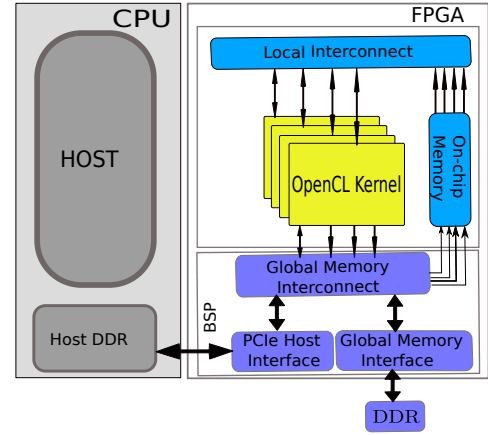 CPU
FPGA
Local Interconnect
HOST
On-chip
Memory
OpenCL Kernel
Global Memory
Interconnect
BSP
Host DDR
PCIe Host
Interface
Global Memory
Interface
DDR